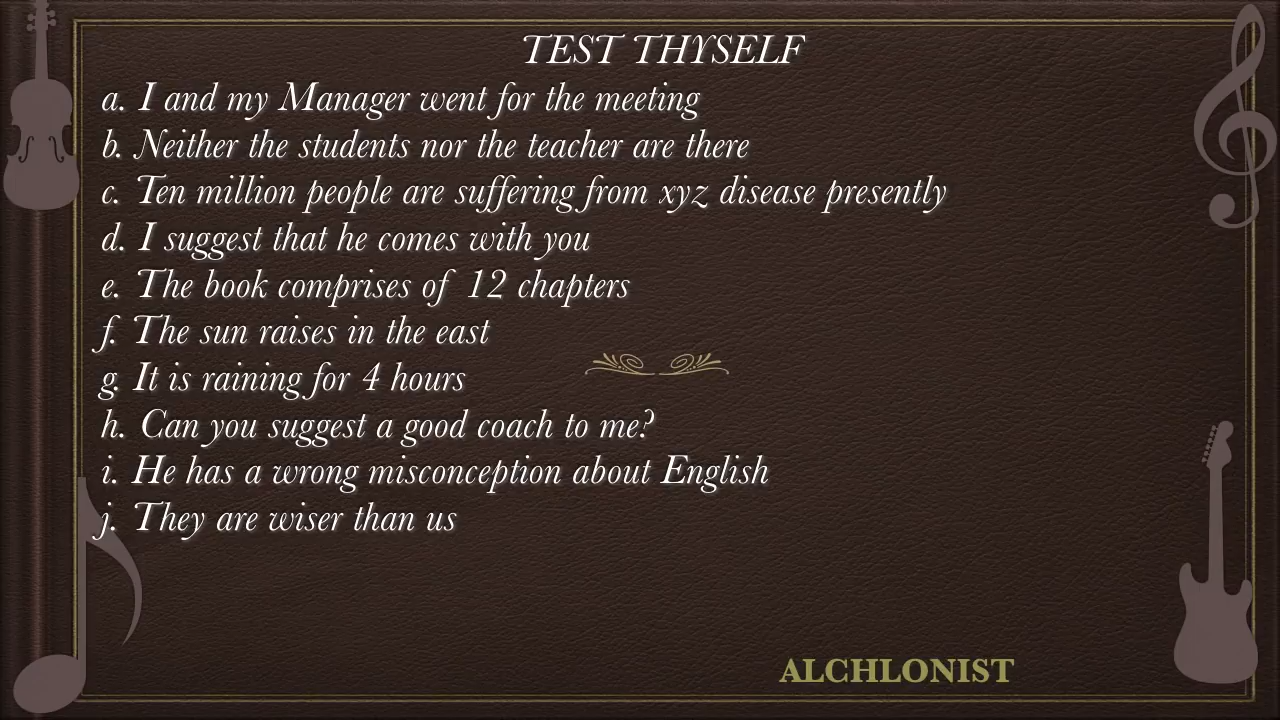 TEST THYSELF
a. I and my Manager went for the meeting
b. Neither the students nor the teacher are there
c. Ten million people are suffering from xyz disease presently
d. I suggest that he comes with you
e. The book comprises of 12 chapters
f. The sun raises in the east
g. It is raining for 4 hours
h. Can you suggest a good coach to me?
i. He has a wrong misconception about English
j. They are wiser than us
ALCHLONIST